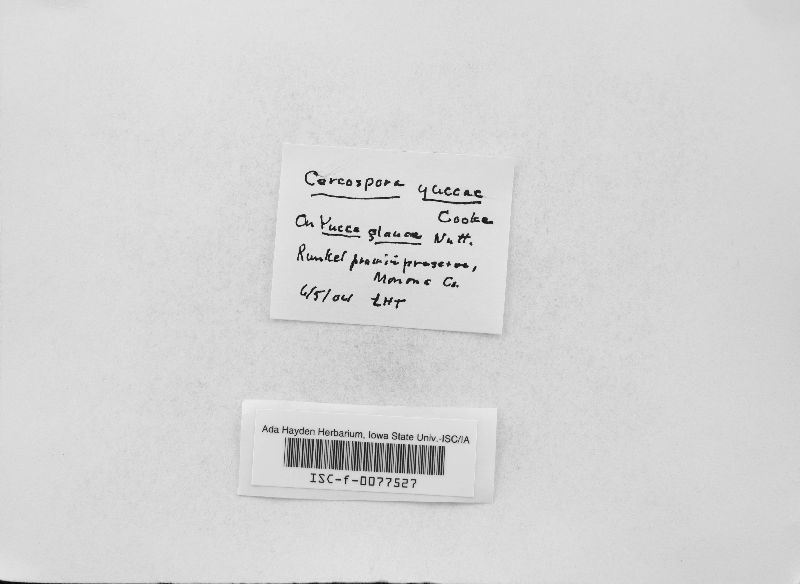 Cercospora yuccae
Cooke
On Yucca glauca Nutt.
Runkel prairie preserve,
Monona Co.
6/5/04 LHT
Ada Hayden Herbarium, Iowa State Univ.-ISC/IA
ISC-f-0077527